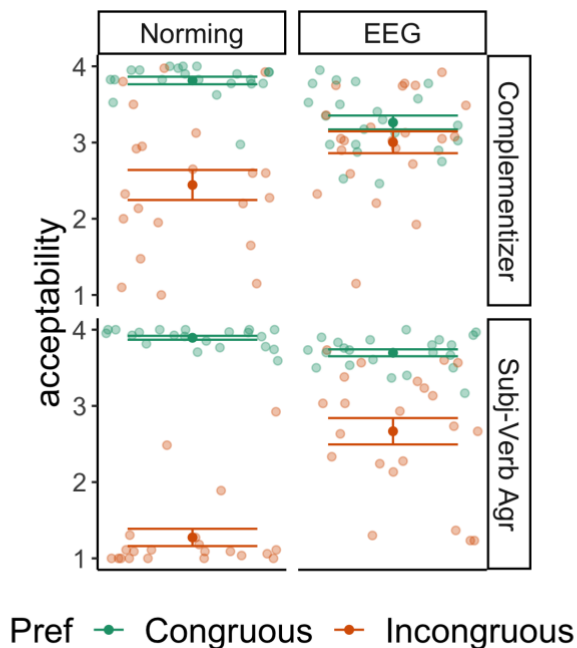 Norming EEG
4
3
2
1
Complementizer
4
3
2
1
Subj-Verb Agr
acceptability
Pref Congruous Incongruous